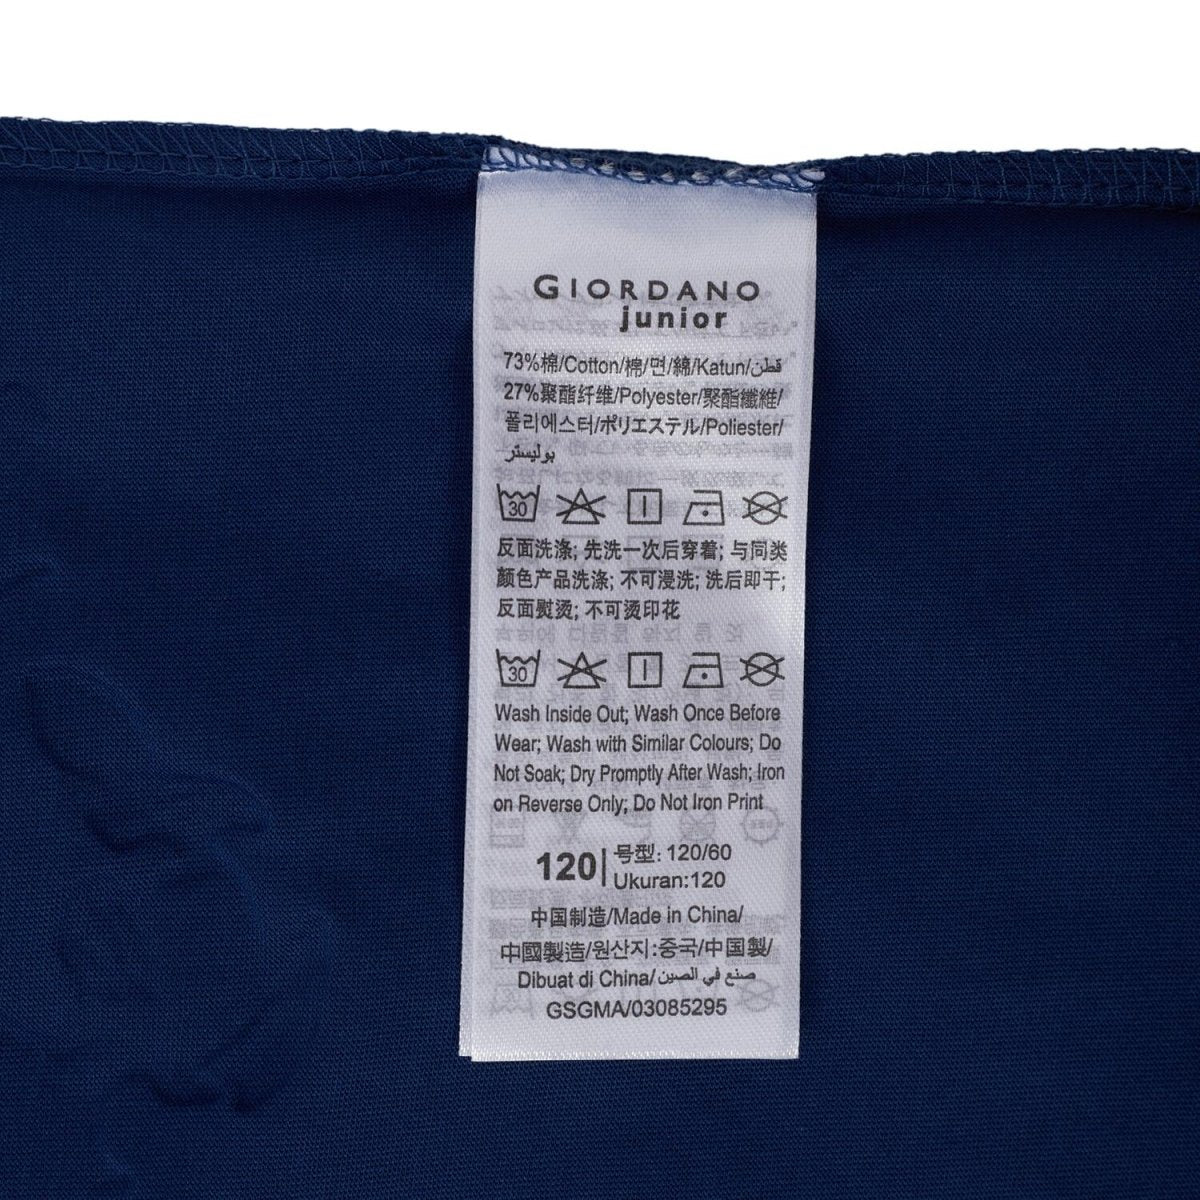 GIORDANO
junior
73%棉/Cotton/棉/면/綿/Katun/قطن
27%聚酯纤维/Polyester/聚酯纖維/
폴리에스터/ポリエステル/Poliester/
بوليستر
30
反面洗涤; 先洗一次后穿着; 与同类
颜色产品洗涤; 不可浸洗; 洗后即干;
反面熨烫; 不可烫印花
30
Wash Inside Out; Wash Once Before
Wear; Wash with Similar Colours; Do
Not Soak; Dry Promptly After Wash; Iron
on Reverse Only; Do Not Iron Print
120 号型: 120/60
Ukuran:120
中国制造/Made in China/
中國製造/원산지:중국/中国製/
Dibuat di China/صنع في الصين
GSGMA/03085295